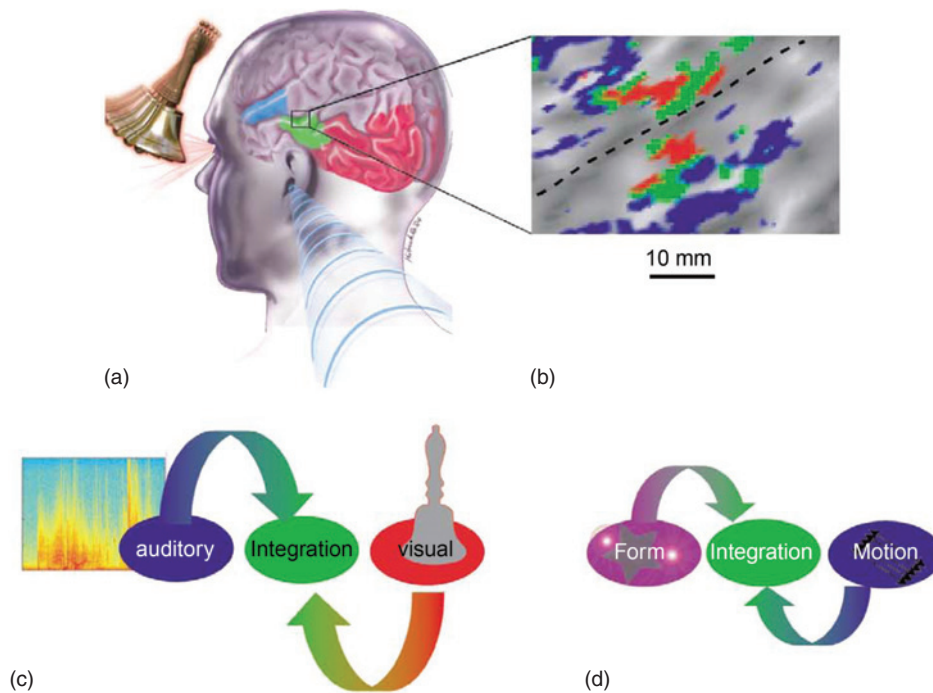 (a)
(b)
10 mm
auditory
Integration
visual
(c)
Form
Integration
Motion
(d)